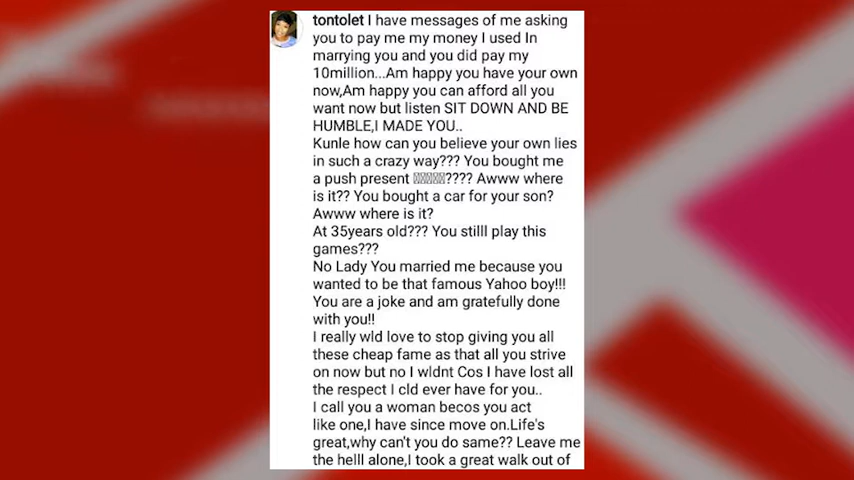 tontolet I have messages of me asking
you to pay me my money I used In
marrying you and you did pay my
10million...Am happy you have your own
now,Am happy you can afford all you
want now but listen SIT DOWN AND BE
HUMBLE,I MADE YOU..
Kunle how can you believe your own lies
in such a crazy way??? You bought me
a push present ???? Awww where
is it?? You bought a car for your son?
Awww where is it?
At 35years old??? You stilll play this
games???
No Lady You married me because you
wanted to be that famous Yahoo boy!!!
You are a joke and am gratefully done
with you!!
I really wld love to stop giving you all
these cheap fame as that all you strive
on now but no I wldnt Cos I have lost all
the respect I cld ever have for you..
I call you a woman becos you act
like one,I have since move on.Life's
great,why can't you do same?? Leave me
the helll alone,I took a great walk out of